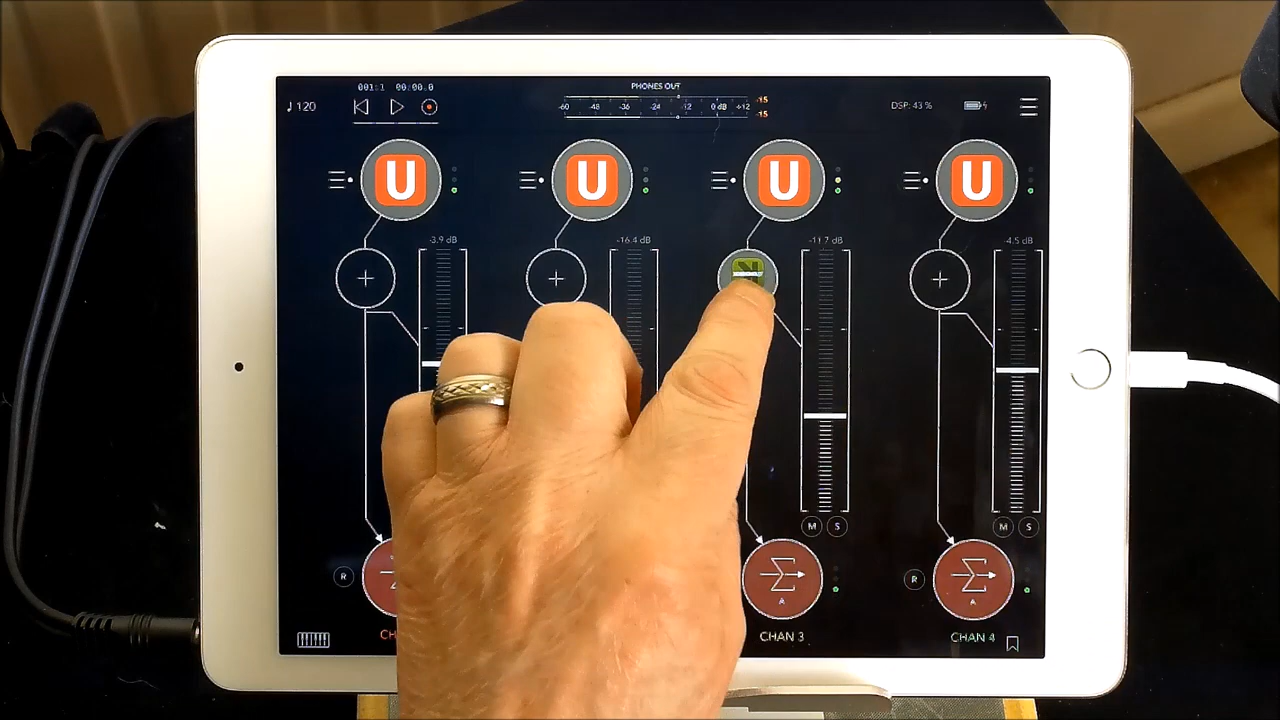 001:1 00:00.0
PHONES OUT
♩ 120
-60 -48 -36 -24 -12 0 dB +12
-15
-15
DSP: 43 %
U U U U
-3.9 dB -16.4 dB -11.7 dB -4.5 dB
M S M S
R R
A A
CH CHAN 3 CHAN 4